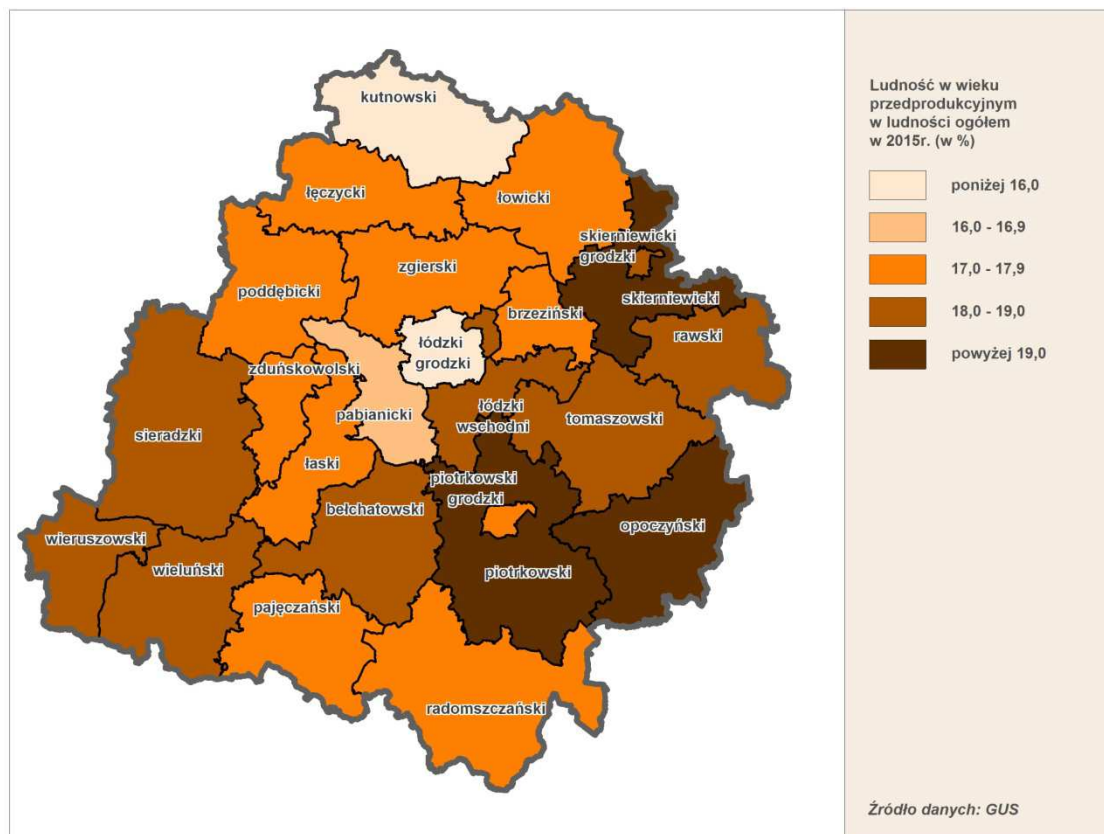 kutnowski
łęczycki
łowicki
skierniewicki
grodzki
zgierski
poddębicki
skierniewicki
brzeziński
rawski
łódzki
grodzki
zduńskowolski
łódzki
wschodni
pabianicki
tomaszowski
sieradzki
łaski
piotrkowski
grodzki
bełchatowski
opoczyński
wieruszowski
wieluński
piotrkowski
pajęczański
radomszczański
Ludność w wieku
przedprodukcyjnym
w ludności ogółem
w 2015r. (w %)
poniżej 16,0
16,0 - 16,9
17,0 - 17,9
18,0 - 19,0
powyżej 19,0
Źródło danych: GUS